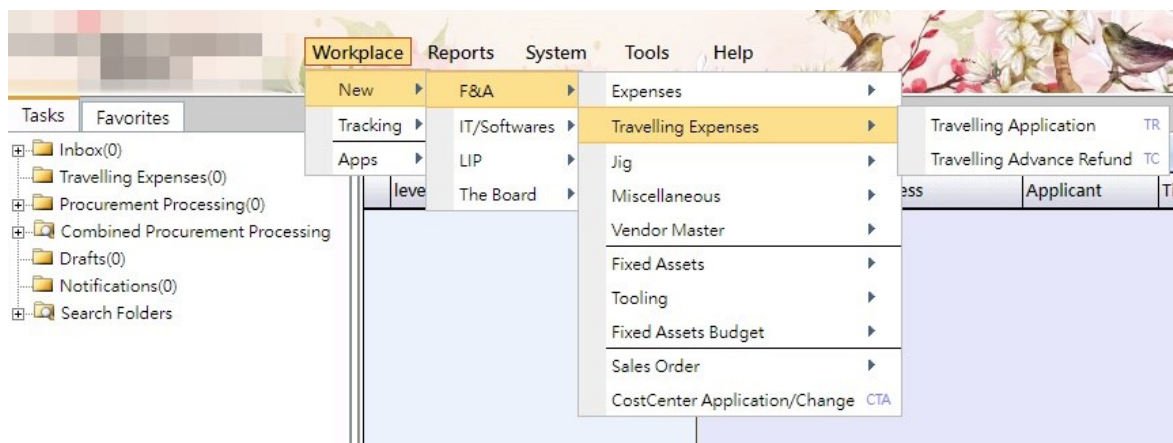 Workplace Reports System Tools Help
New F&A Expenses
Tasks Favorites
Tracking IT/Softwares Travelling Expenses Travelling Application TR
Inbox(0)
Apps LIP Jig Travelling Advance Refund TC
Travelling Expenses(0)
leve The Board Miscellaneous ess Applicant T
Procurement Processing(0)
Vendor Master
Combined Procurement Processing
Drafts(0)
Fixed Assets
Notifications(0)
Tooling
Search Folders
Fixed Assets Budget
Sales Order
CostCenter Application/Change CTA